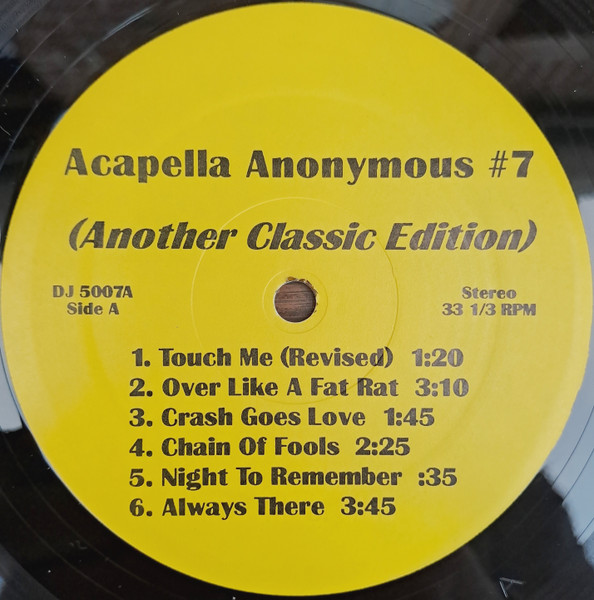 Acapella Anonymous #7
(Another Classic Edition)
DJ 5007A
Side A
Stereo
33 1/3 RPM
1. Touch Me (Revised) 1:20
2. Over Like A Fat Rat 3:10
3. Crash Goes Love 1:45
4. Chain Of Fools 2:25
5. Night To Remember :35
6. Always There 3:45
A